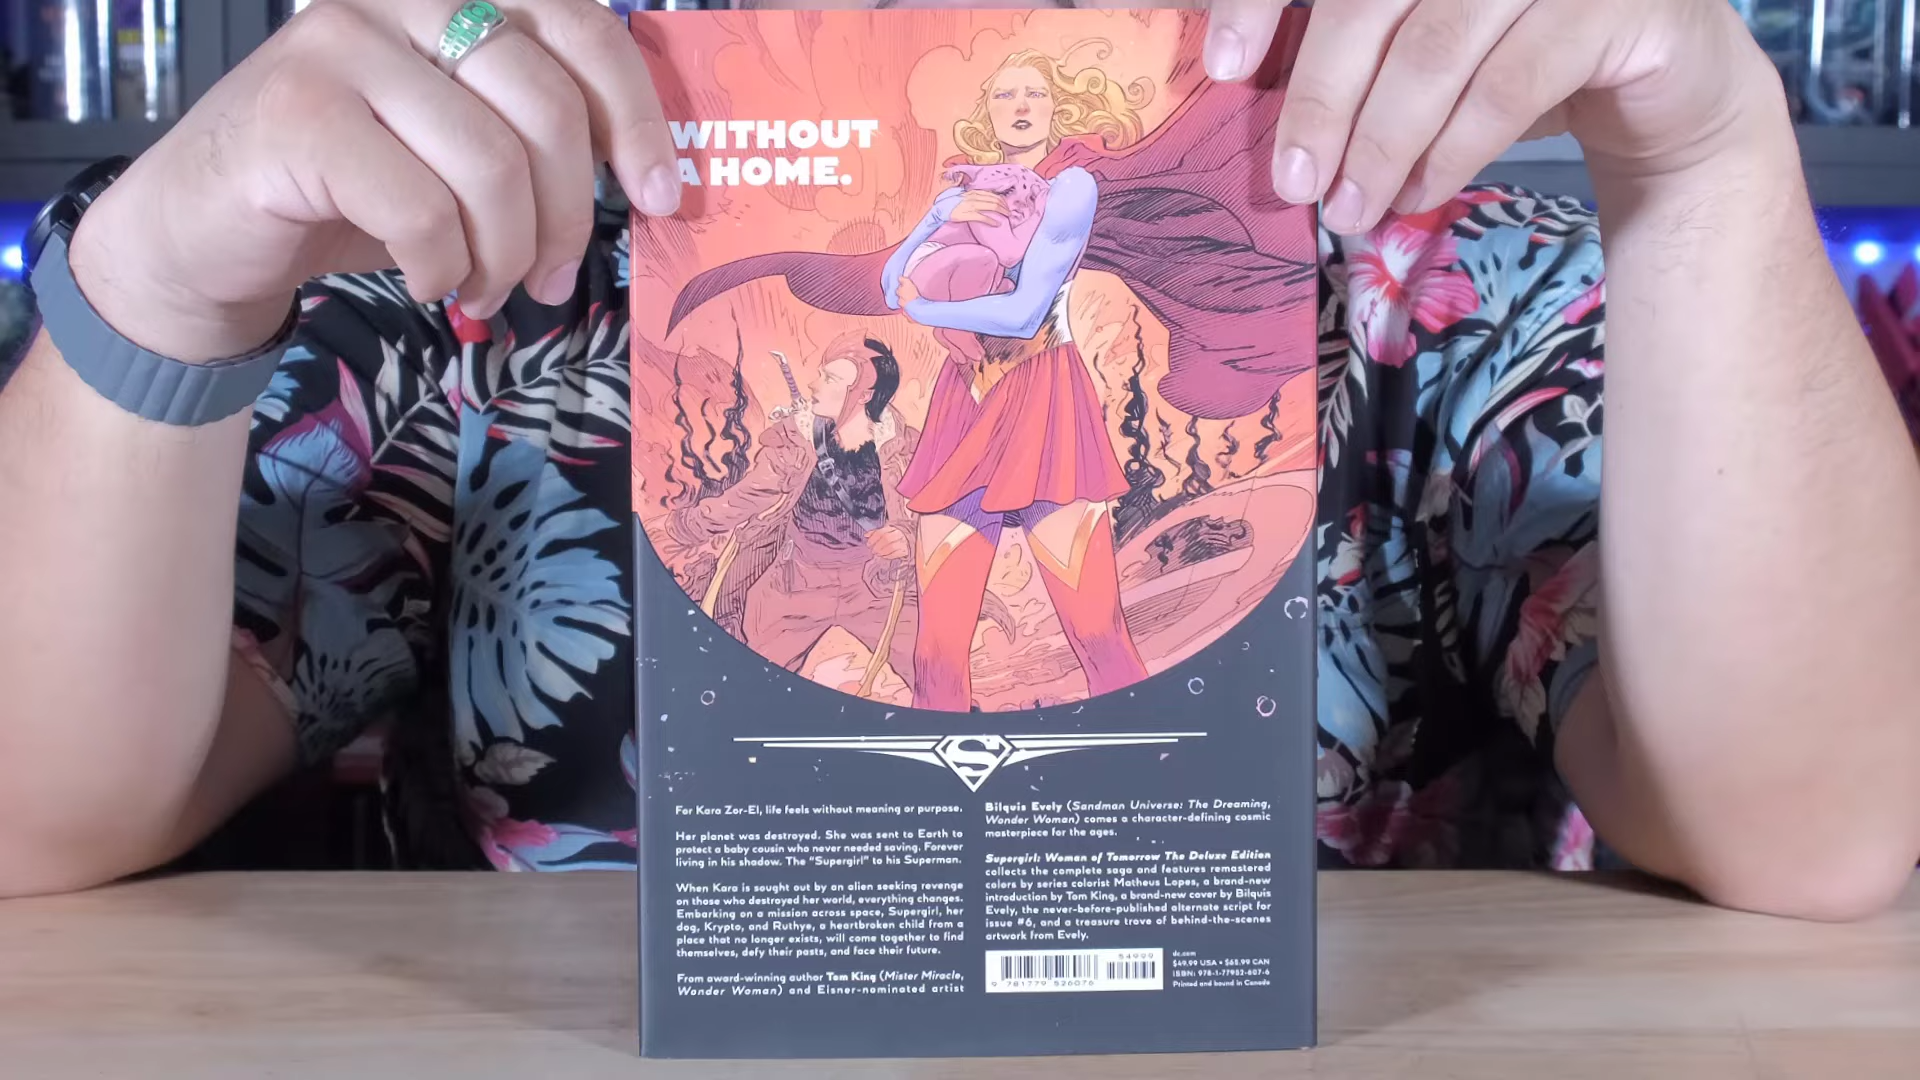 WITHOUT
A HOME.
For Kara Zor-El, life feels without meaning or purpose.
Her planet was destroyed. She was sent to Earth to
protect a baby cousin who never needed saving. Forever
living in his shadow. The "Supergirl" to his Superman.
When Kara is sought out by an alien seeking revenge
on those who destroyed her world, everything changes.
Embarking on a mission across space, Supergirl, her
dog, Krypto, and Ruthye, a heartbroken child from a
place that no longer exists, will come together to find
themselves, defy their pasts, and face their future.
From award-winning author Tom King (Mister Miracle,
Wonder Woman) and Eisner-nominated artist
Bilquis Evely (Sandman Universe: The Dreaming,
Wonder Woman) comes a character-defining cosmic
masterpiece for the ages.
Supergirl: Woman of Tomorrow The Deluxe Edition
collects the complete saga and features remastered
colors by series colorist Matheus Lopes, a brand-new
introduction by Tom King, a brand-new cover by Bilquis
Evely, the never-before-published alternate script for
issue #6, and a treasure trove of behind-the-scenes
artwork from Evely.
54999
9 781779 526076
dc.com
$49.99 USA • $65.99 CAN
ISBN: 978-1-77952-607-6
Printed and bound in Canada